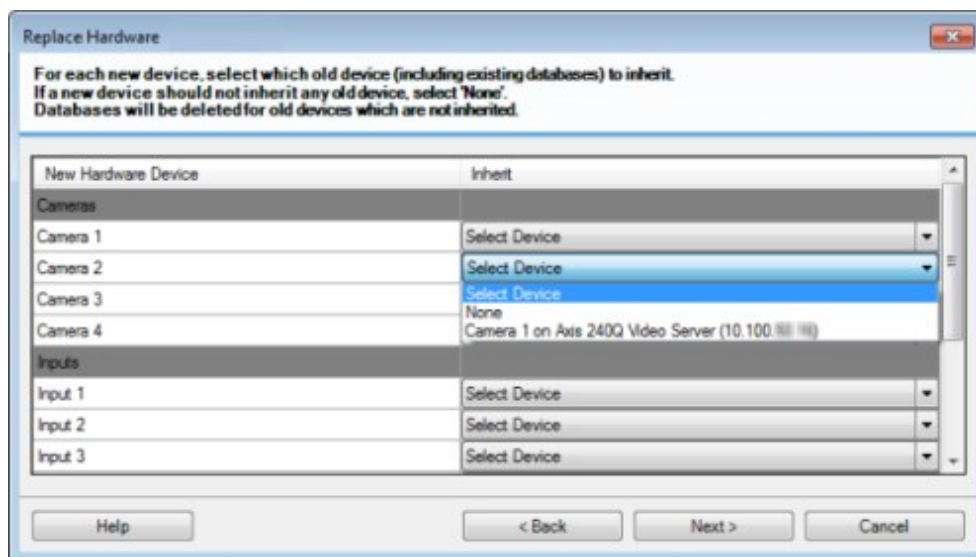 Replace Hardware
For each new device, select which old device (including existing databases) to inherit.
If a new device should not inherit any old device, select 'None'.
Databases will be deleted for old devices which are not inherited.
New Hardware Device Inherit
Cameras
Camera 1 Select Device
Camera 2 Select Device
Camera 3 Select Device
None
Camera 4 Camera 1 on Axis 240Q Video Server (10.100.
Inputs
Input 1 Select Device
Input 2 Select Device
Input 3 Select Device
Help < Back Next > Cancel